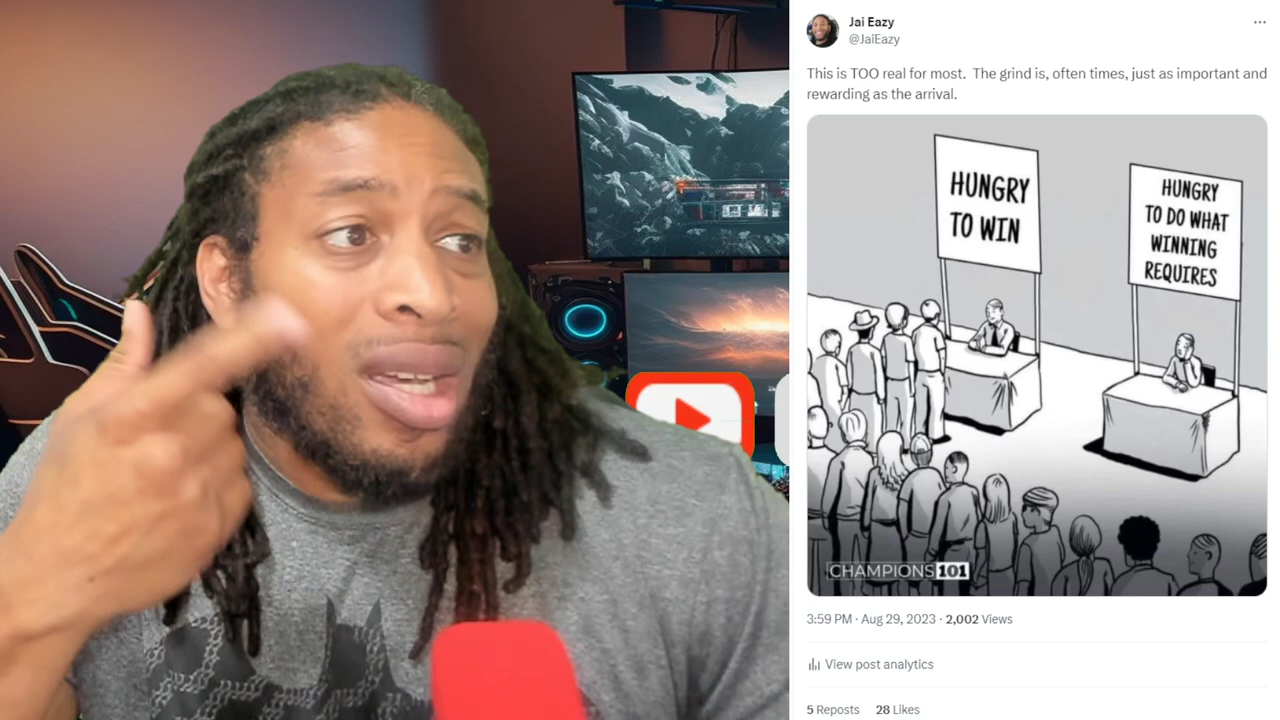 Jai Eazy
@JaiEazy
This is TOO real for most. The grind is, often times, just as important and
rewarding as the arrival.
HUNGRY
TO WIN
HUNGRY
TO DO WHAT
WINNING
REQUIRES
CHAMPIONS101
3:59 PM · Aug 29, 2023 · 2,002 Views
View post analytics
5 Reposts 28 Likes